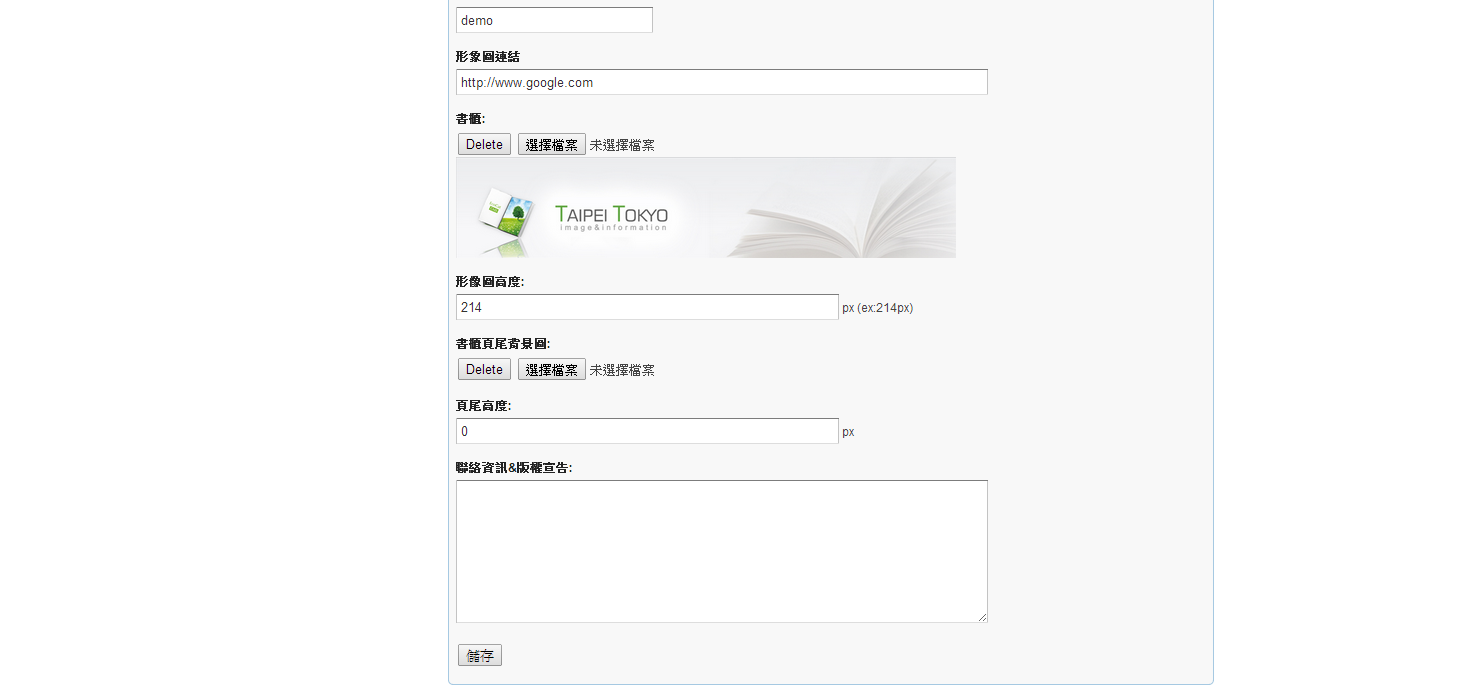 demo
形象圖連結
http://www.google.com
書櫃:
Delete 選擇檔案 未選擇檔案
TAIPEI TOKYO
image&information
形像圖高度:
214 px (ex:214px)
書櫃頁尾背景圖:
Delete 選擇檔案 未選擇檔案
頁尾高度:
0 px
聯絡資訊&版權宣告:
儲存